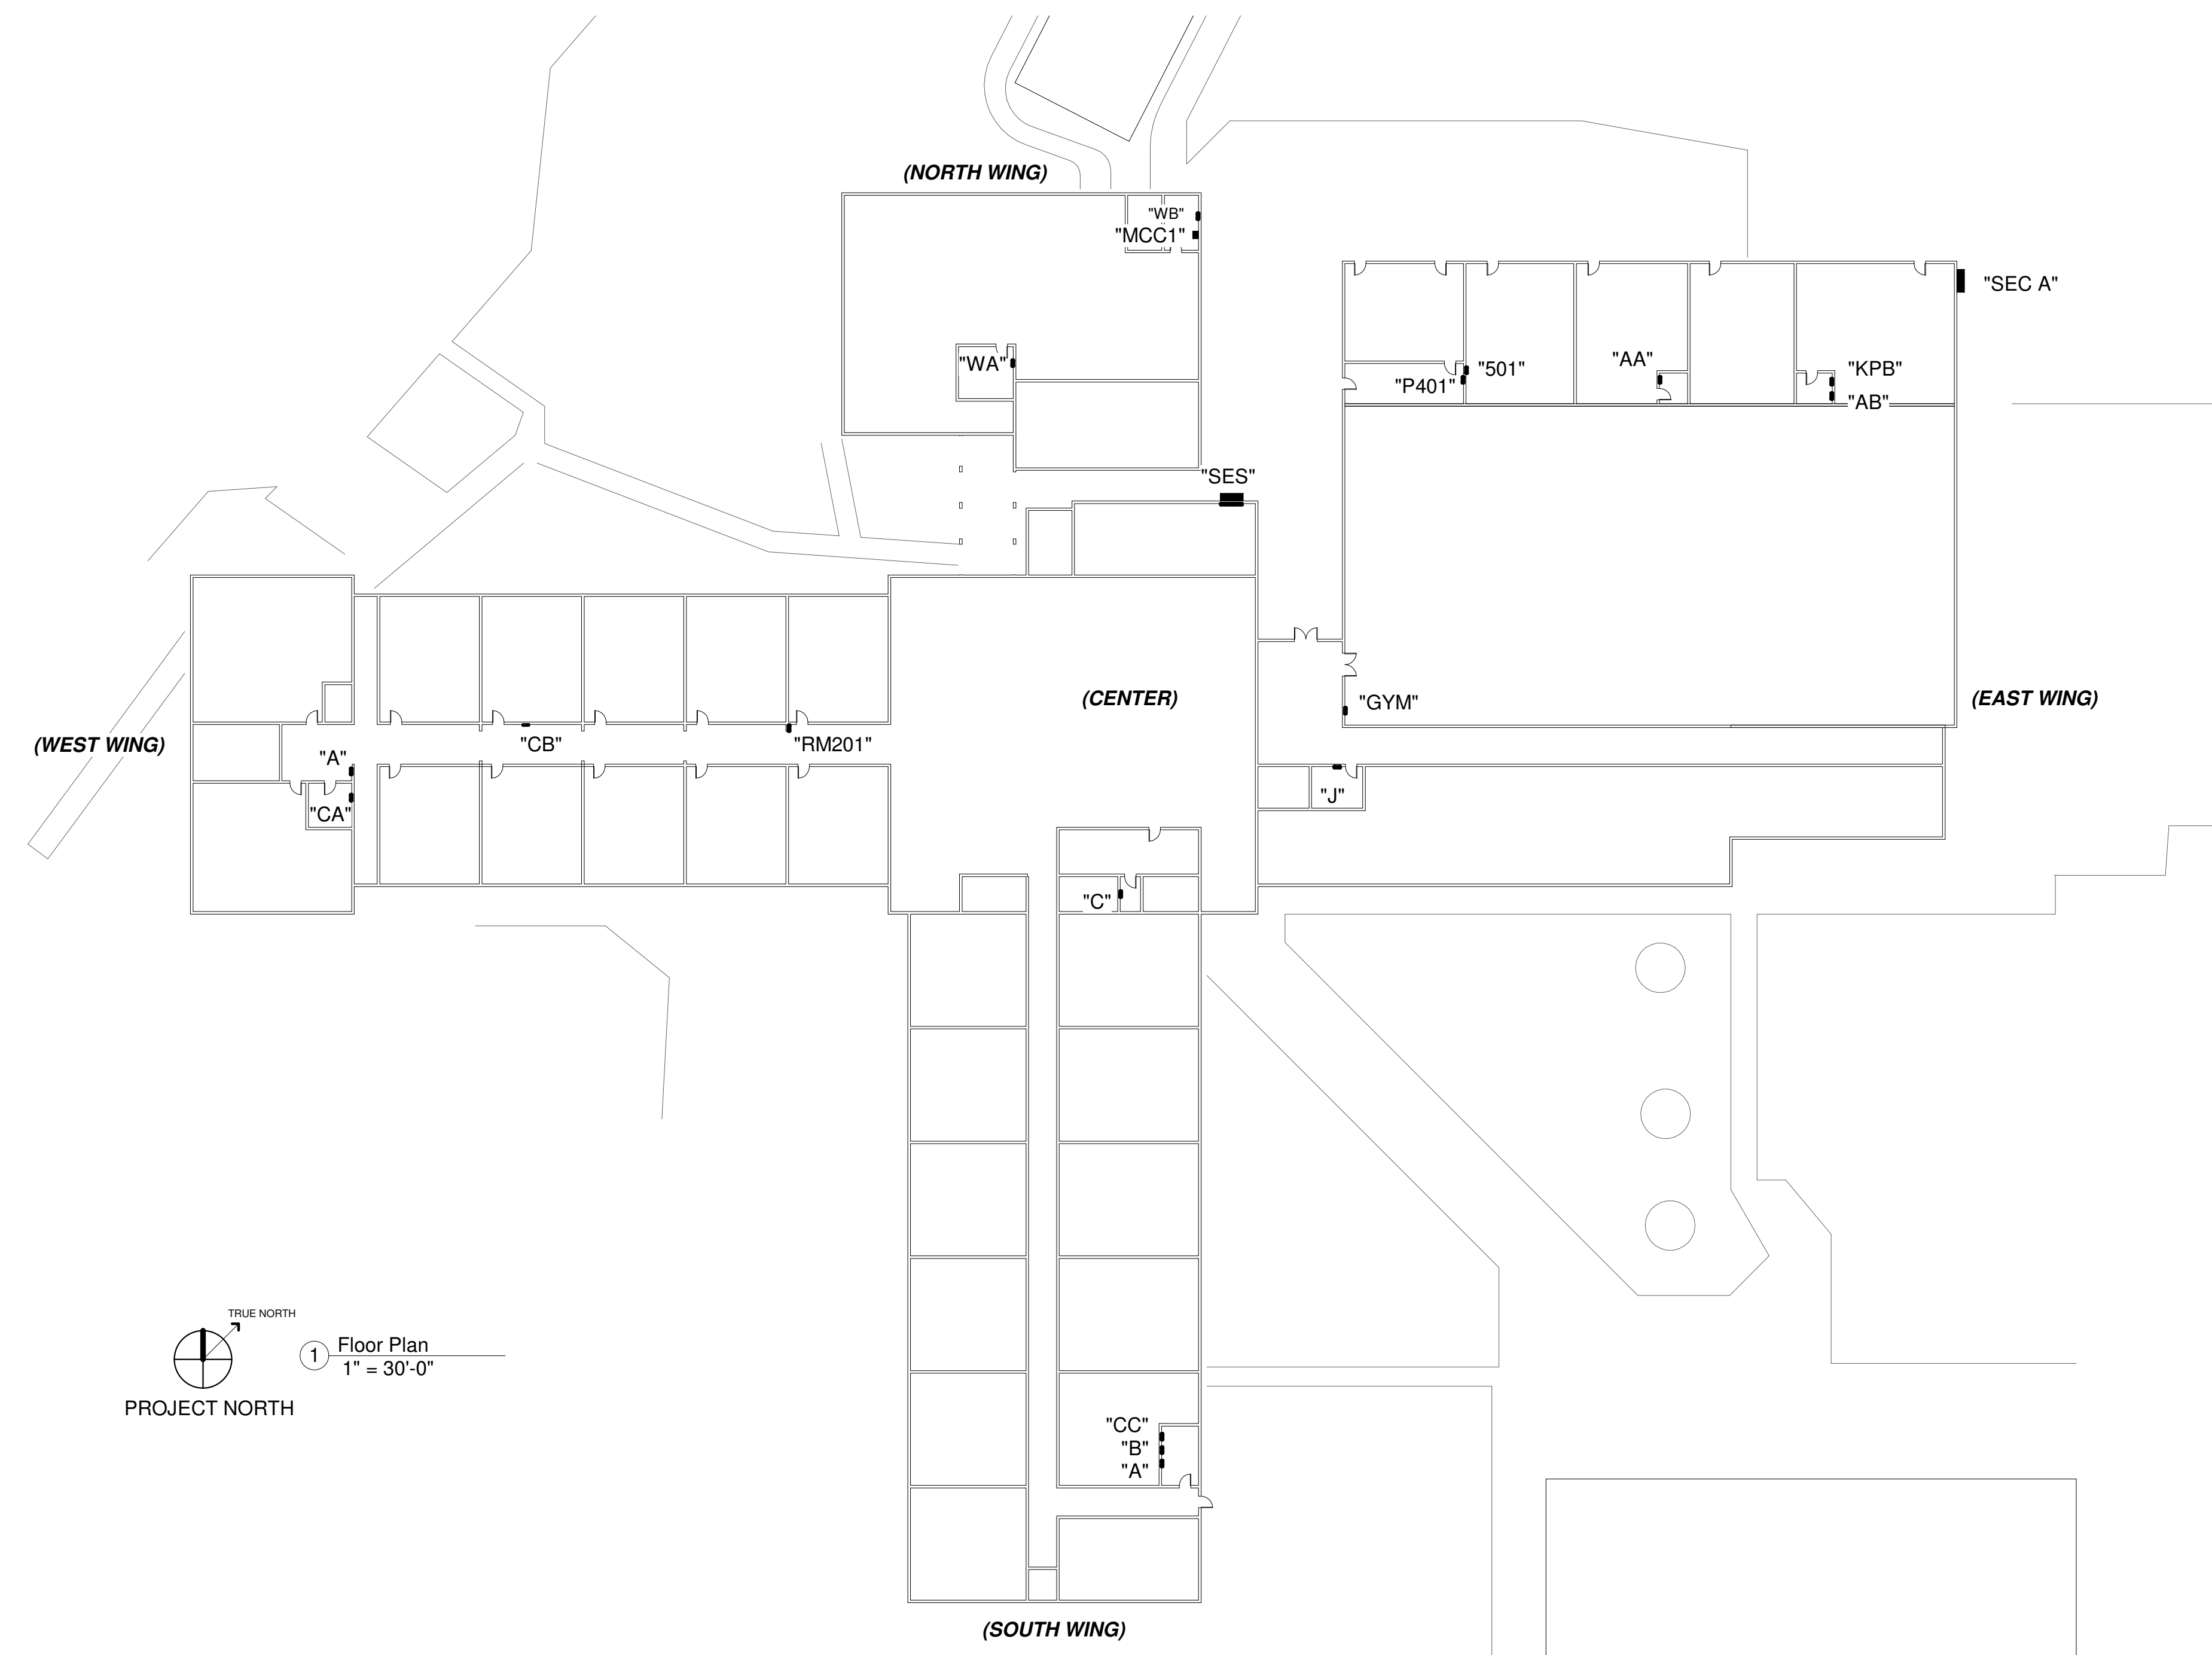 (NORTH WING)
"WB"
"MCC1"
"SEC A"
"WA"
"AA"
"501"
"KPB"
"P401"
"AB"
"SES"
(CENTER)
"GYM"
(EAST WING)
(WEST WING)
"CB"
"RM201"
"A"
"CA"
"J"
"C"
TRUE NORTH
1
Floor Plan
1" = 30'-0"
PROJECT NORTH
"CC"
"B"
"A"
(SOUTH WING)